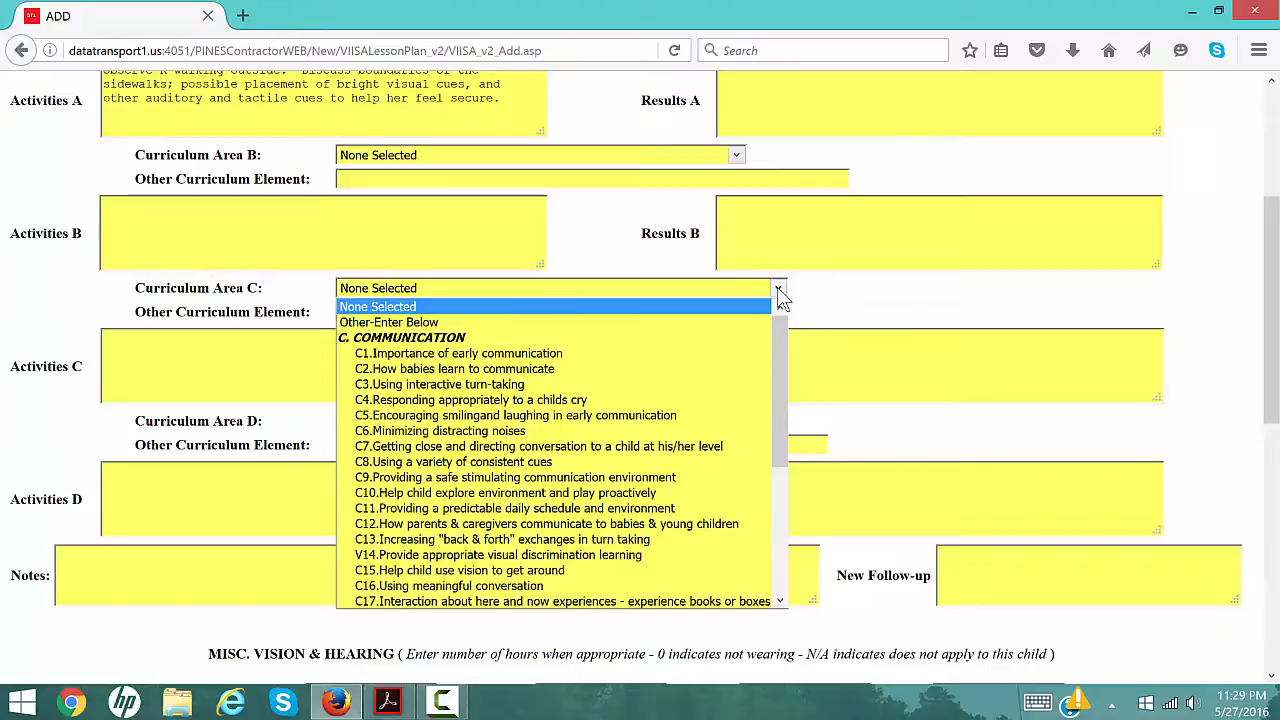 ADD
datatransport1.us:4051/PINESContractorWEB/New/VIISALessonPlan_v2/VIISA_v2_Add.asp
Search
observe R walking outside. Discuss boundaries of the
sidewalks; possible placement of bright visual cues, and
other auditory and tactile cues to help her feel secure.
Activities A
Results A
Curriculum Area B:
None Selected
Other Curriculum Element:
Activities B
Results B
Curriculum Area C:
None Selected
Other Curriculum Element:
None Selected
Other-Enter Below
C. COMMUNICATION
C1.Importance of early communication
C2.How babies learn to communicate
C3.Using interactive turn-taking
C4.Responding appropriately to a childs cry
C5.Encouraging smilingand laughing in early communication
C6.Minimizing distracting noises
C7.Getting close and directing conversation to a child at his/her level
C8.Using a variety of consistent cues
C9.Providing a safe stimulating communication environment
C10.Help child explore environment and play proactively
C11.Providing a predictable daily schedule and environment
C12.How parents & caregivers communicate to babies & young children
C13.Increasing "back & forth" exchanges in turn taking
V14.Provide appropriate visual discrimination learning
C15.Help child use vision to get around
C16.Using meaningful conversation
C17.Interaction about here and now experiences - experience books or boxes
Activities C
Curriculum Area D:
Other Curriculum Element:
Activities D
Notes:
New Follow-up
MISC. VISION & HEARING ( Enter number of hours when appropriate - 0 indicates not wearing - N/A indicates does not apply to this child )
11:29 PM
5/27/2016